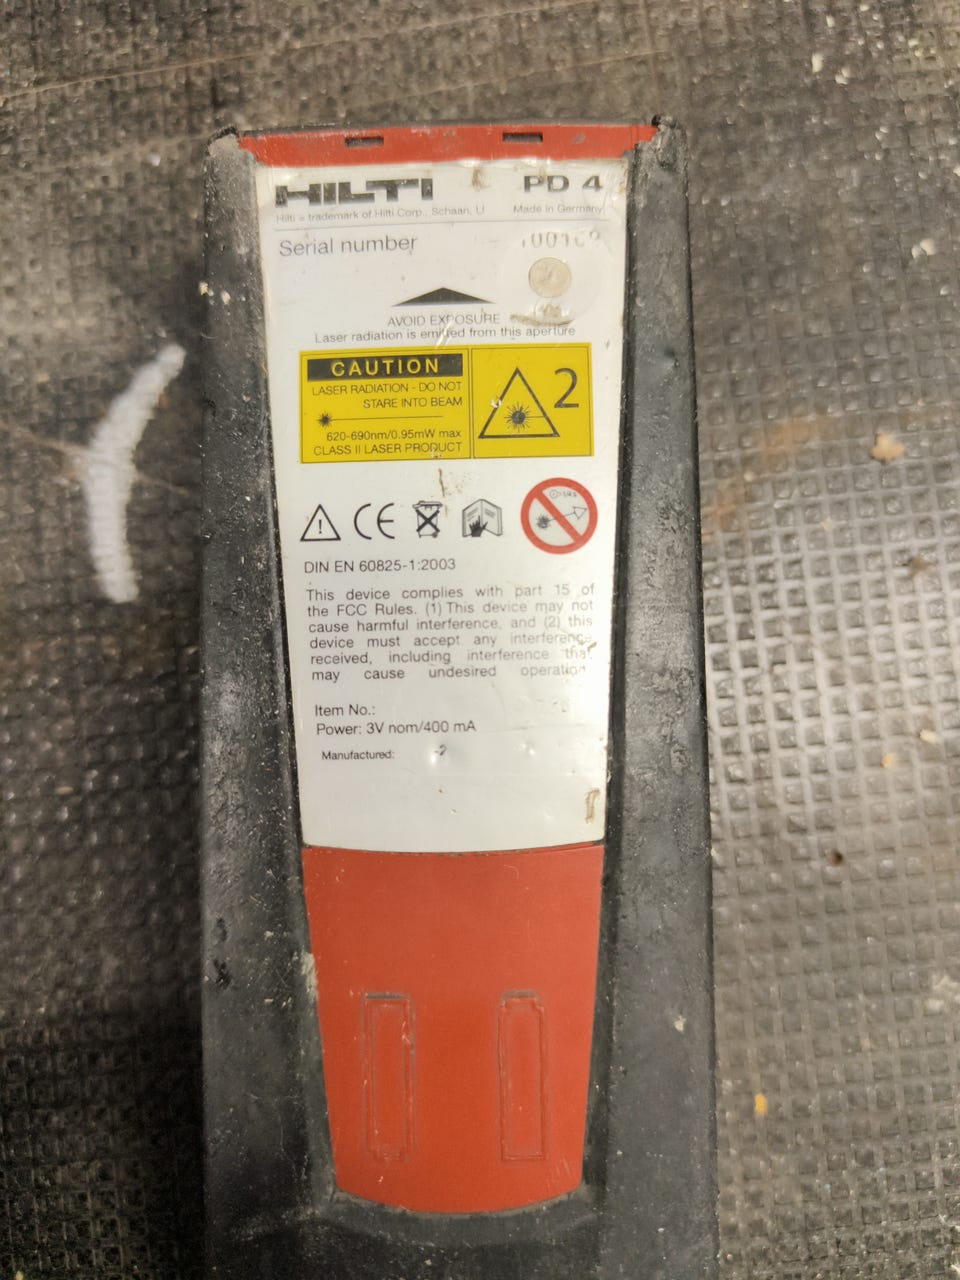 HILTI PD 4
Hilti = trademark of Hilti Corp., Schaan, LI Made in Germany
Serial number
AVOID EXPOSURE
Laser radiation is emitted from this aperture
CAUTION
LASER RADIATION - DO NOT
STARE INTO BEAM
620-690nm/0.95mW max
CLASS II LASER PRODUCT
2
CE
DIN EN 60825-1:2003
This device complies with part 15 of
the FCC Rules. (1) This device may not
cause harmful interference, and (2) this
device must accept any interference
received, including interference that
may cause undesired operation
Item No.:
Power: 3V nom/400 mA
Manufactured: -2